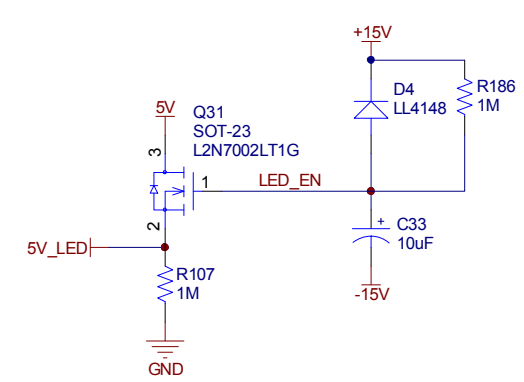 +15V
D4
LL4148
R186
1M
5V
Q31
SOT-23
L2N7002LT1G
3
1
LED_EN
2
C33
+
10uF
5V_LED
R107
1M
-15V
GND